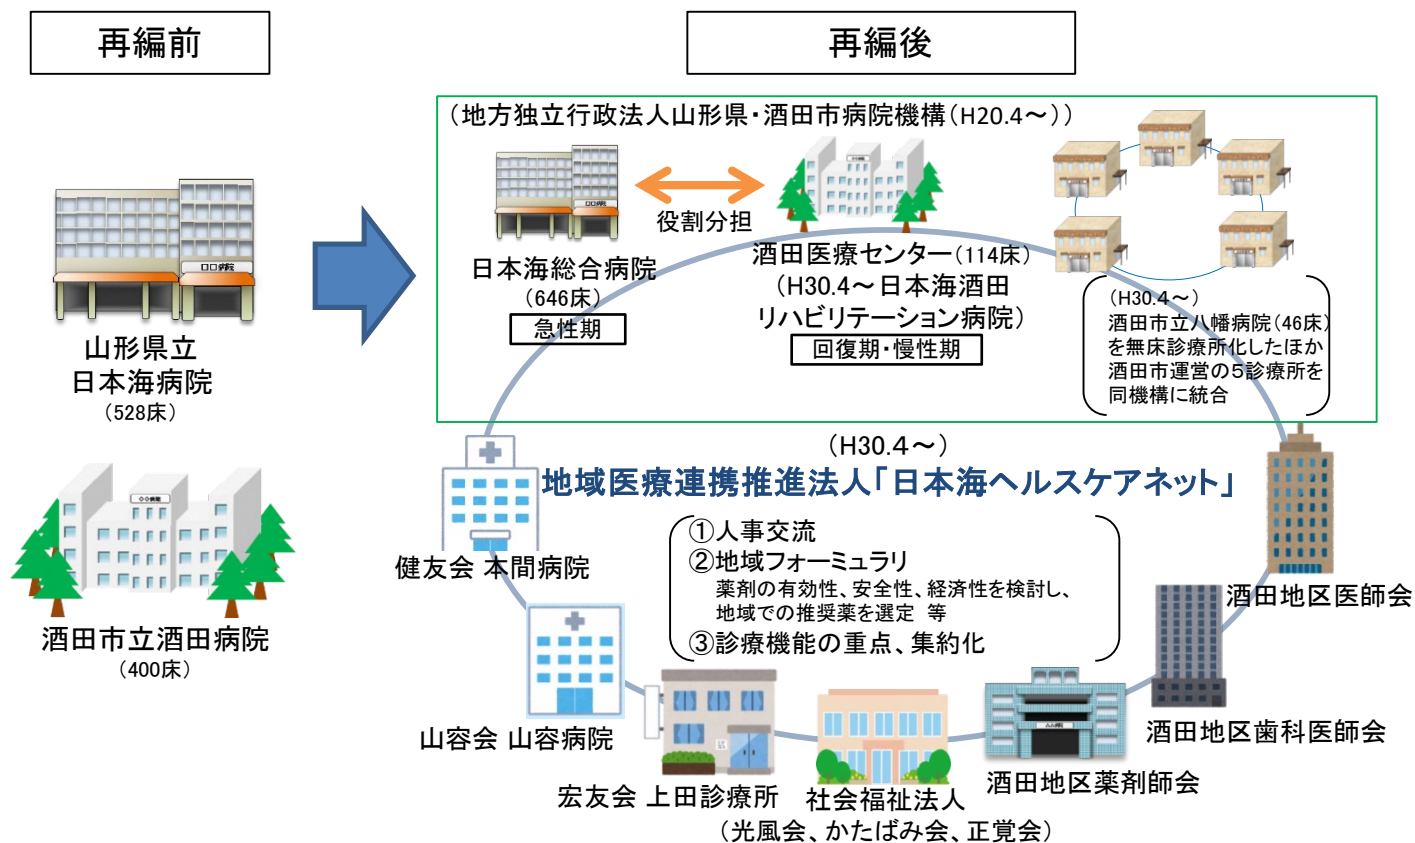 再編前
再編後
山形県立
日本海病院
（528床）
酒田市立酒田病院
（400床）
（地方独立行政法人山形県・酒田市病院機構（H20.4～））
役割分担
日本海総合病院
（646床）
急性期
酒田医療センター（114床）
（H30.4～日本海酒田
リハビリテーション病院）
回復期・慢性期
（H30.4～）
酒田市立八幡病院（46床）
を無床診療所化したほか
酒田市運営の５診療所を
同機構に統合
（H30.4～）
地域医療連携推進法人「日本海ヘルスケアネット」
①人事交流
②地域フォーミュラリ
薬剤の有効性、安全性、経済性を検討し、
地域での推奨薬を選定 等
③診療機能の重点、集約化
健友会 本間病院
山容会 山容病院
宏友会 上田診療所
社会福祉法人
（光風会、かたばみ会、正覚会）
酒田地区薬剤師会
酒田地区歯科医師会
酒田地区医師会